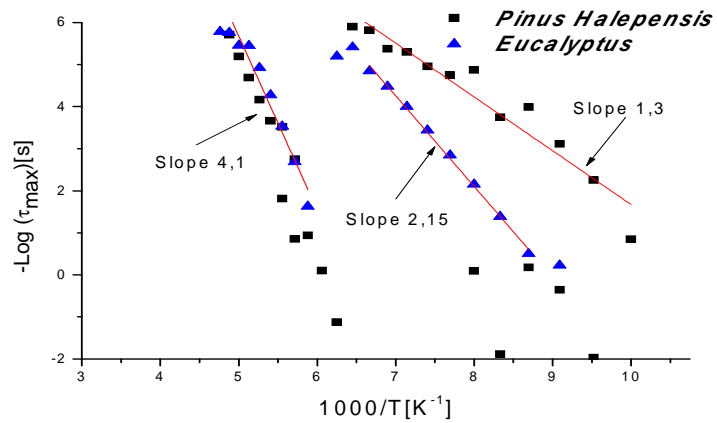 Pinus Halepensis
Eucalyptus
6
4
2
0
-2
-Log (τmax)[s]
Slope 4,1
Slope 2,15
Slope 1,3
3 4 5 6 7 8 9 10
1000/T[K-1]